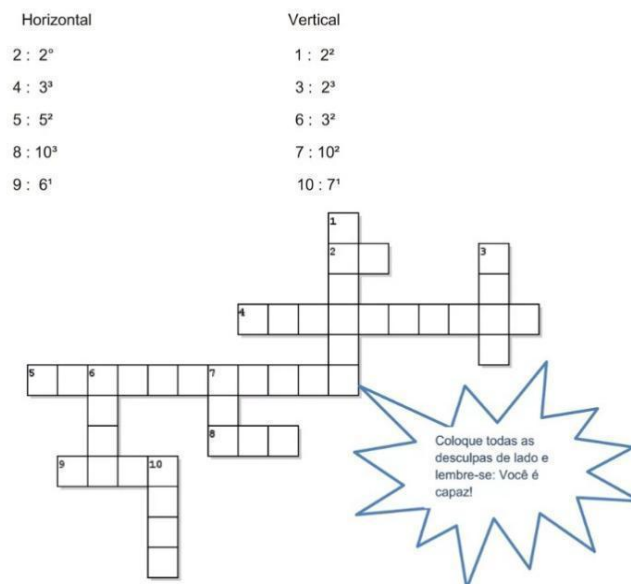 Horizontal Vertical
2 : 2° 1 : 2²
4 : 3³ 3 : 2³
5 : 5² 6 : 3²
8 : 10³ 7 : 10²
9 : 6¹ 10 : 7¹
1
2 3
4
5 6 7
8
9 10
Coloque todas as
desculpas de lado e
lembre-se: Você é
capaz!